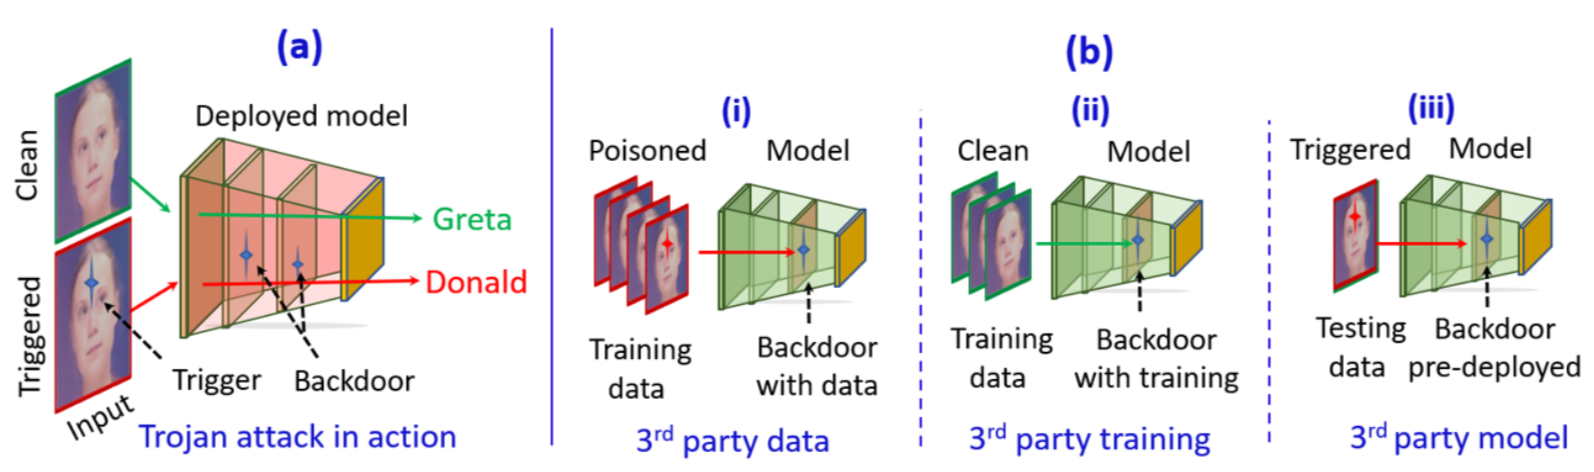 (a)
Deployed model
Clean
Triggered
Input
Greta
Donald
Trigger
Backdoor
Trojan attack in action
(b)
(i)
Poisoned
Model
Training
data
Backdoor
with data
3rd party data
(ii)
Clean
Model
Training
data
Backdoor
with training
3rd party training
(iii)
Triggered
Model
Testing
data
Backdoor
pre-deployed
3rd party model